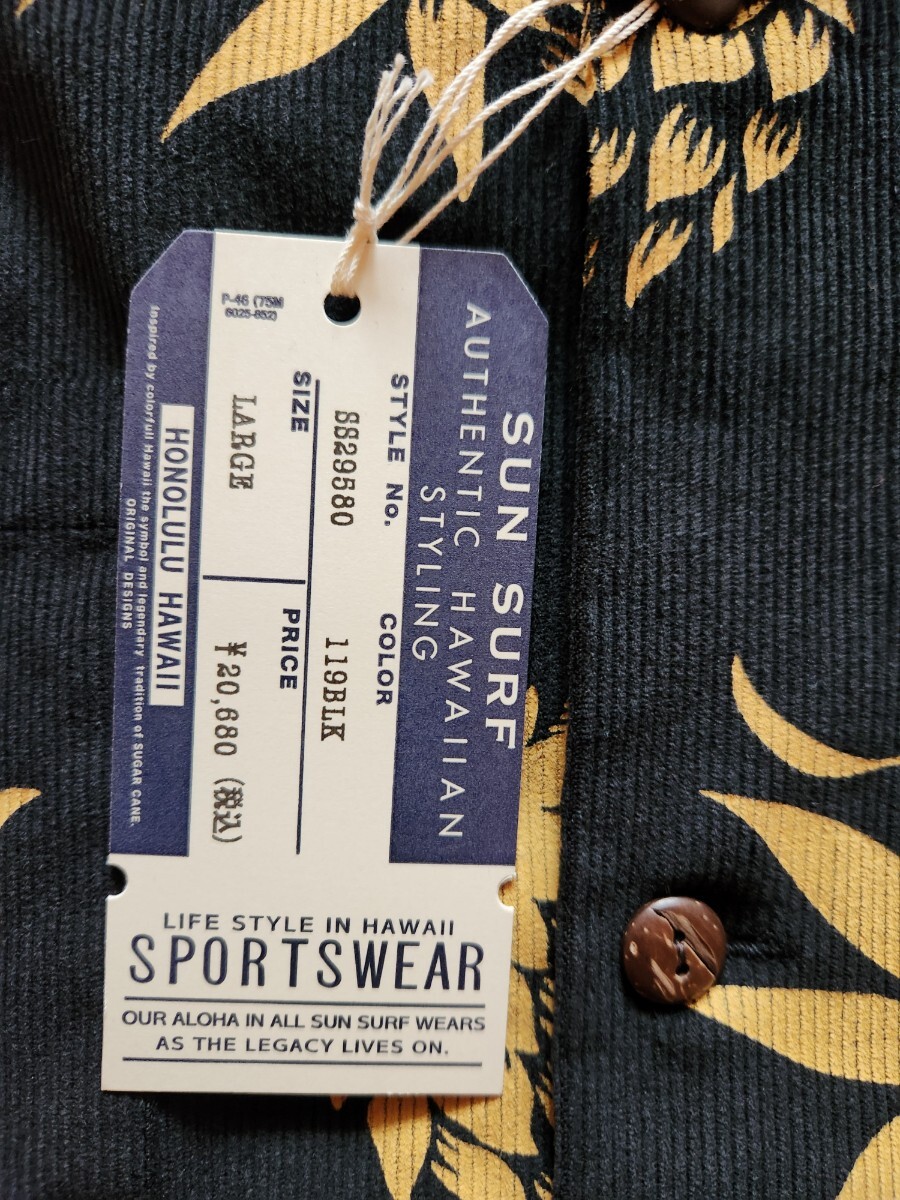 SUN SURF
AUTHENTIC HAWAIIAN
STYLING
STYLE No. COLOR
SS29580 119BLK
SIZE PRICE
LARGE ¥20,680 (税込)
P-46 (75M
6025-852)
HONOLULU HAWAII
Inspired by colorfull Hawaii the symbol and legendary tradition of SUGAR CANE.
ORIGINAL DESIGNS
LIFE STYLE IN HAWAII
SPORTSWEAR
OUR ALOHA IN ALL SUN SURF WEARS
AS THE LEGACY LIVES ON.